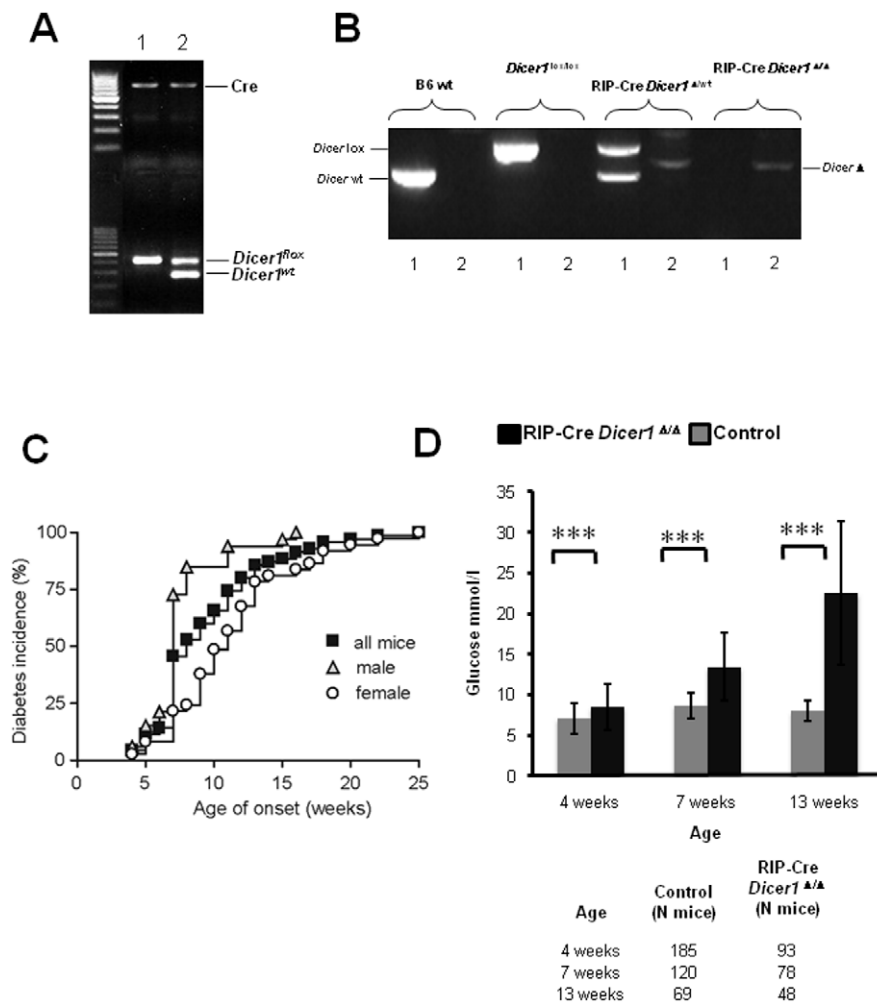 A
1 2
Cre
Dicer1flox
Dicer1wt
B
B6 wt
Dicer1lox/lox
RIP-Cre Dicer1▲/wt
RIP-Cre Dicer1▲/▲
Dicer lox
Dicer wt
Dicer ▲
1 2 1 2 1 2 1 2
C
Diabetes incidence (%)
100
75
50
25
0
all mice
male
female
0 5 10 15 20 25
Age of onset (weeks)
D
RIP-Cre Dicer1 Δ/Δ Control
Glucose mmol/l
35
30
25
20
15
10
5
0
*** *** ***
4 weeks 7 weeks 13 weeks
Age
Age Control (N mice) RIP-Cre Dicer1 ▲/▲ (N mice)
4 weeks 185 93
7 weeks 120 78
13 weeks 69 48